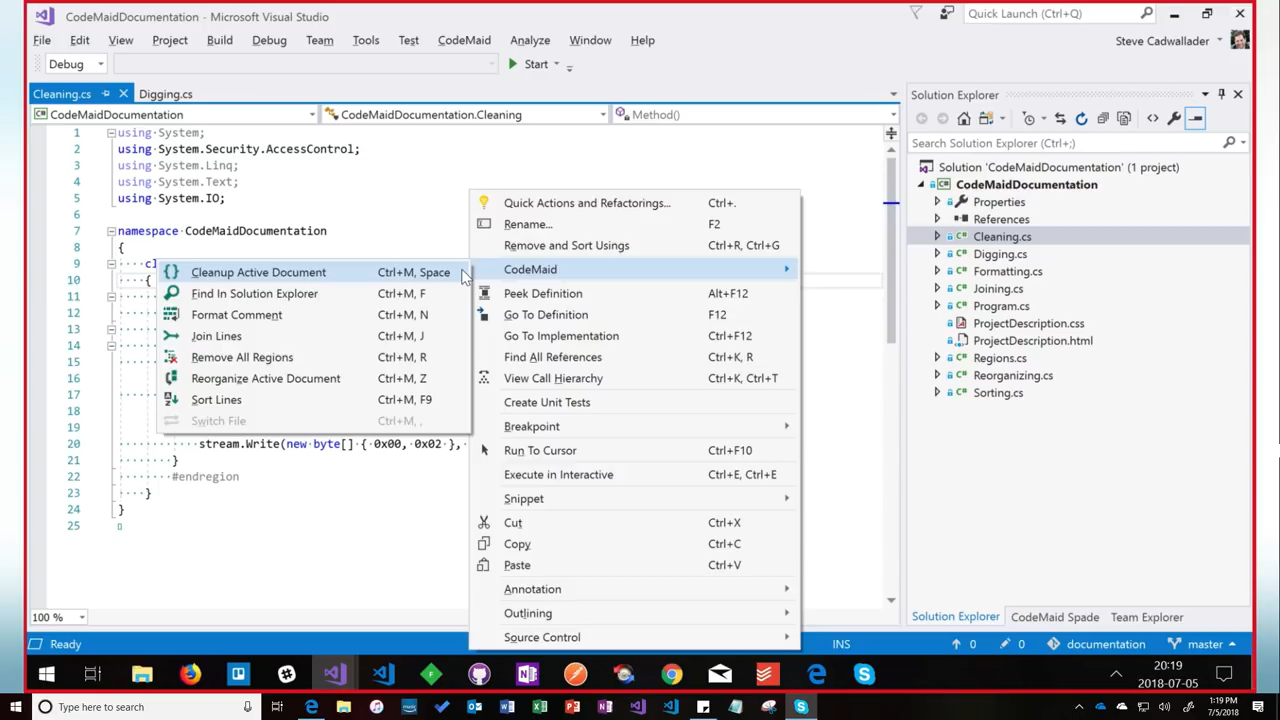 CodeMaidDocumentation - Microsoft Visual Studio
Quick Launch (Ctrl+Q)
File Edit View Project Build Debug Team Tools Test CodeMaid Analyze Window Help
Steve Cadwallader
Debug
Start
Cleaning.cs
Digging.cs
CodeMaidDocumentation
CodeMaidDocumentation.Cleaning
Method()
1 using System;
2 using System.Security.AccessControl;
3 using System.Linq;
4 using System.Text;
5 using System.IO;
6
7 namespace CodeMaidDocumentation
8 {
9 cl
10 {
11
12
13
14
15
16
17
18
19
20 stream.Write(new byte[] { 0x00, 0x02 },
21 }
22 #endregion
23 }
24 }
25
Cleanup Active Document Ctrl+M, Space
Find In Solution Explorer Ctrl+M, F
Format Comment Ctrl+M, N
Join Lines Ctrl+M, J
Remove All Regions Ctrl+M, R
Reorganize Active Document Ctrl+M, Z
Sort Lines Ctrl+M, F9
Switch File Ctrl+M, ,
Quick Actions and Refactorings... Ctrl+.
Rename... F2
Remove and Sort Usings Ctrl+R, Ctrl+G
CodeMaid
Peek Definition Alt+F12
Go To Definition F12
Go To Implementation Ctrl+F12
Find All References Ctrl+K, R
View Call Hierarchy Ctrl+K, Ctrl+T
Create Unit Tests
Breakpoint
Run To Cursor Ctrl+F10
Execute in Interactive Ctrl+E, Ctrl+E
Snippet
Cut Ctrl+X
Copy Ctrl+C
Paste Ctrl+V
Annotation
Outlining
Source Control
Solution Explorer
Search Solution Explorer (Ctrl+;)
Solution 'CodeMaidDocumentation' (1 project)
CodeMaidDocumentation
Properties
References
Cleaning.cs
Digging.cs
Formatting.cs
Joining.cs
Program.cs
ProjectDescription.css
ProjectDescription.html
Regions.cs
Reorganizing.cs
Sorting.cs
Solution Explorer CodeMaid Spade Team Explorer
100 %
Ready
INS
0
0
documentation
master
20:19
2018-07-05
Type here to search
1:19 PM
7/5/2018